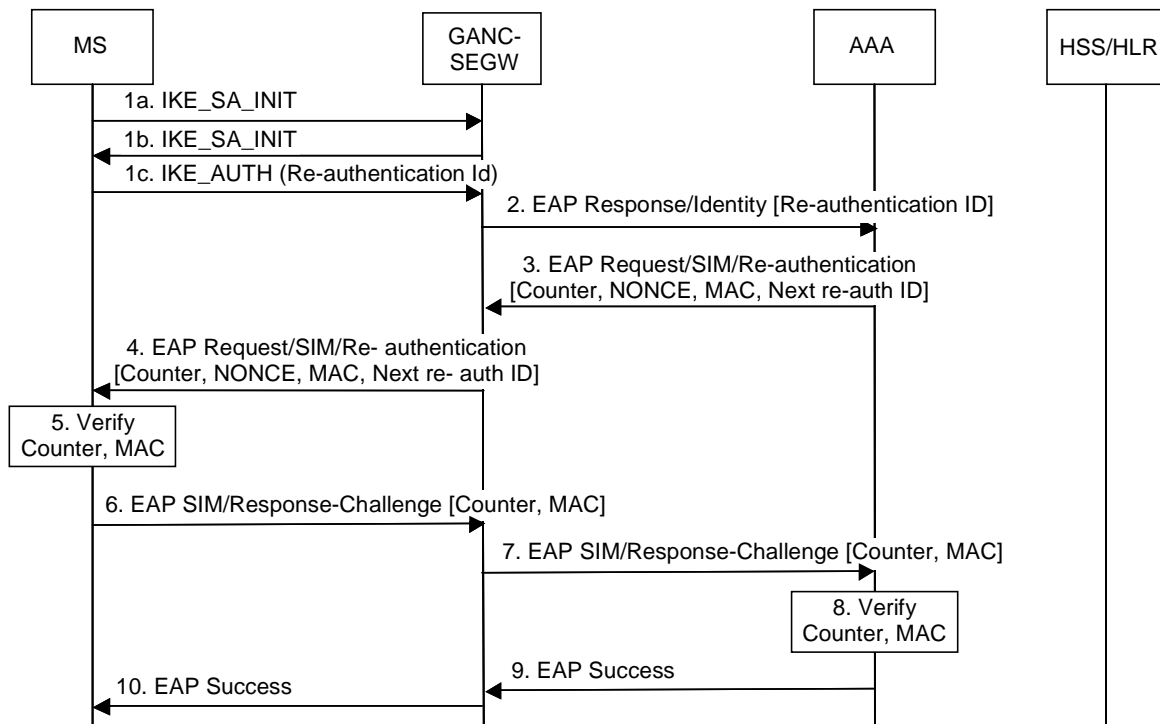 MS
GANC-
SEGW
AAA
HSS/HLR
1a. IKE_SA_INIT
1b. IKE_SA_INIT
1c. IKE_AUTH (Re-authentication Id)
2. EAP Response/Identity [Re-authentication ID]
3. EAP Request/SIM/Re-authentication
[Counter, NONCE, MAC, Next re-auth ID]
4. EAP Request/SIM/Re- authentication
[Counter, NONCE, MAC, Next re- auth ID]
5. Verify
Counter, MAC
6. EAP SIM/Response-Challenge [Counter, MAC]
7. EAP SIM/Response-Challenge [Counter, MAC]
8. Verify
Counter, MAC
9. EAP Success
10. EAP Success